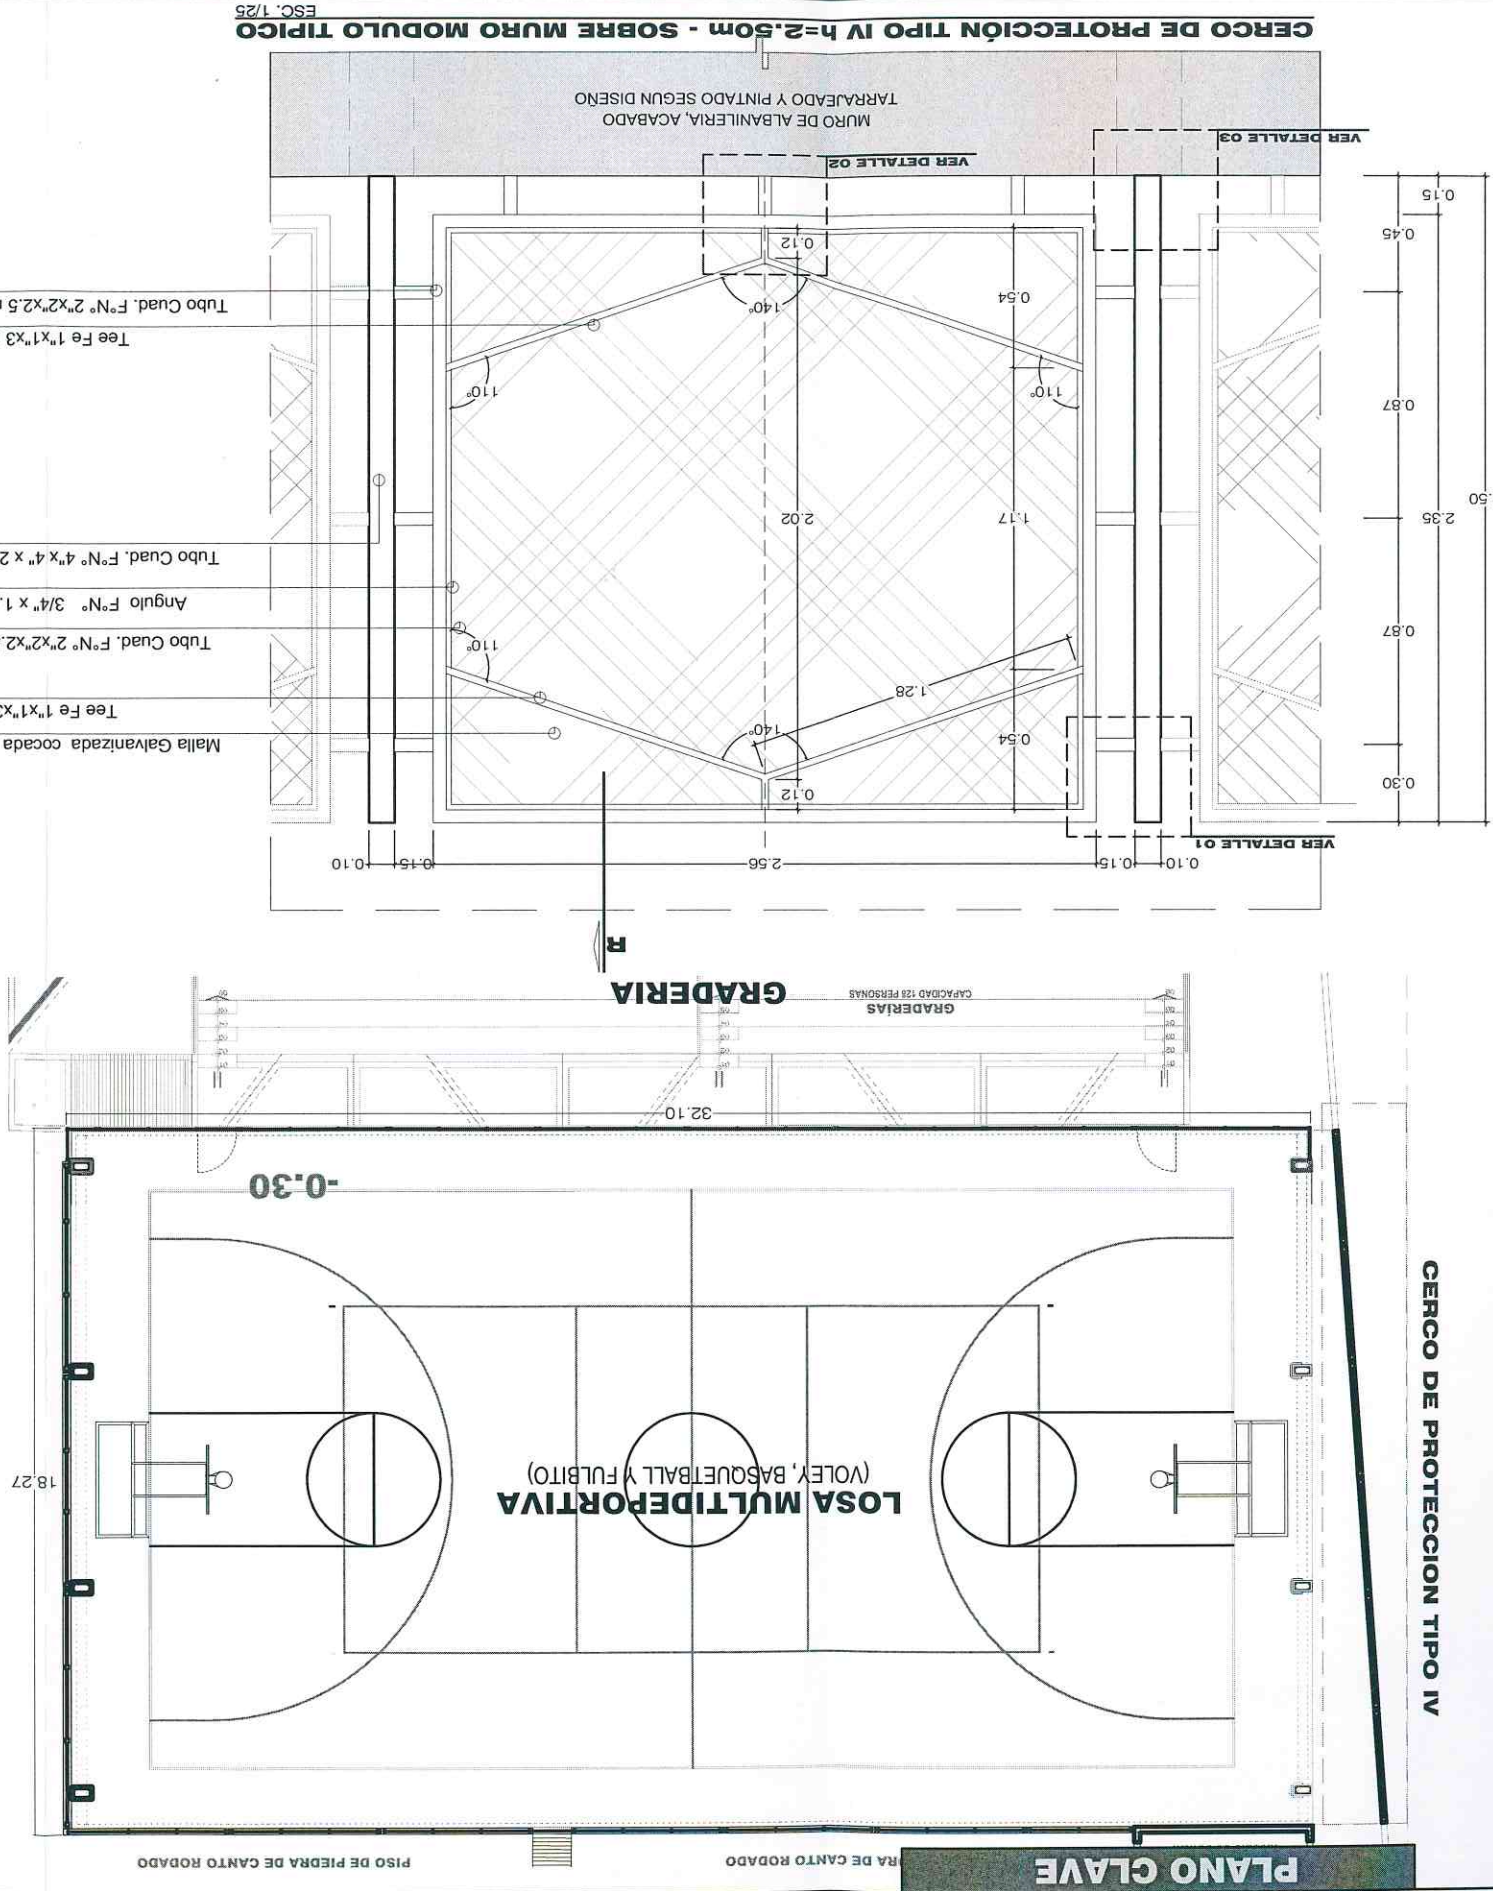 PLANO CLAVE
RA DE CANTO RODADO
PISO DE PIEDRA DE CANTO RODADO
CERCO DE PROTECCION TIPO IV
LOSA MULTIDEPORTIVA
(VOLEY, BASQUETBALL Y FULBITO)
18.27
-0.30
32.10
GRADERÍAS
CAPACIDAD 128 PERSONAS
GRADERIA
R
0.10
0.15
2.56
0.15
0.10
VER DETALLE 01
0.12
0.30
0.54
140°
1.28
110°
Malla Galvanizada cocada
Tee Fe 1"x1"x3
Tubo Cuad. F°N° 2"x2"x2.
Angulo F°N° 3/4" x 1.
Tubo Cuad. F°N° 4"x 4" x 2
0.87
2.35
.50
1.17
2.02
0.87
110°
110°
Tee Fe 1"x1"x3
Tubo Cuad. F°N° 2"x2"x2.5
140°
0.54
0.12
0.45
0.15
VER DETALLE 02
VER DETALLE 03
MURO DE ALBANILERIA, ACABADO
TARRAJEADO Y PINTADO SEGUN DISEÑO
CERCO DE PROTECCIÓN TIPO IV h=2.50m - SOBRE MURO MODULO TIPICO
ESC. 1/25